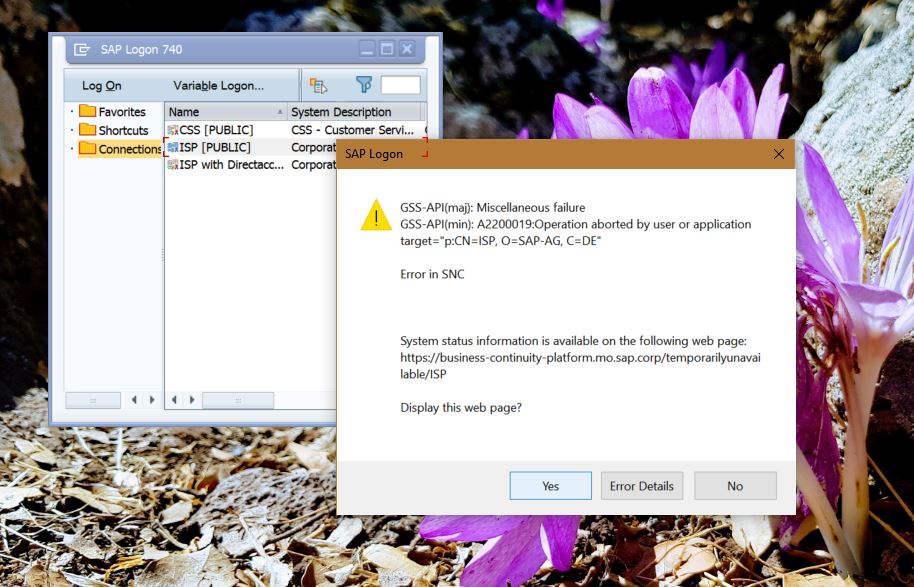 SAP Logon 740
Log On Variable Logon...
Favorites
Shortcuts
Connections
Name System Description
CSS [PUBLIC] CSS - Customer Servi...
ISP [PUBLIC] Corporat
ISP with Directacc... Corporat
SAP Logon
GSS-API(maj): Miscellaneous failure
GSS-API(min): A2200019:Operation aborted by user or application
target="p:CN=ISP, O=SAP-AG, C=DE"
Error in SNC
System status information is available on the following web page:
https://business-continuity-platform.mo.sap.corp/temporarilyunavai
lable/ISP
Display this web page?
Yes Error Details No